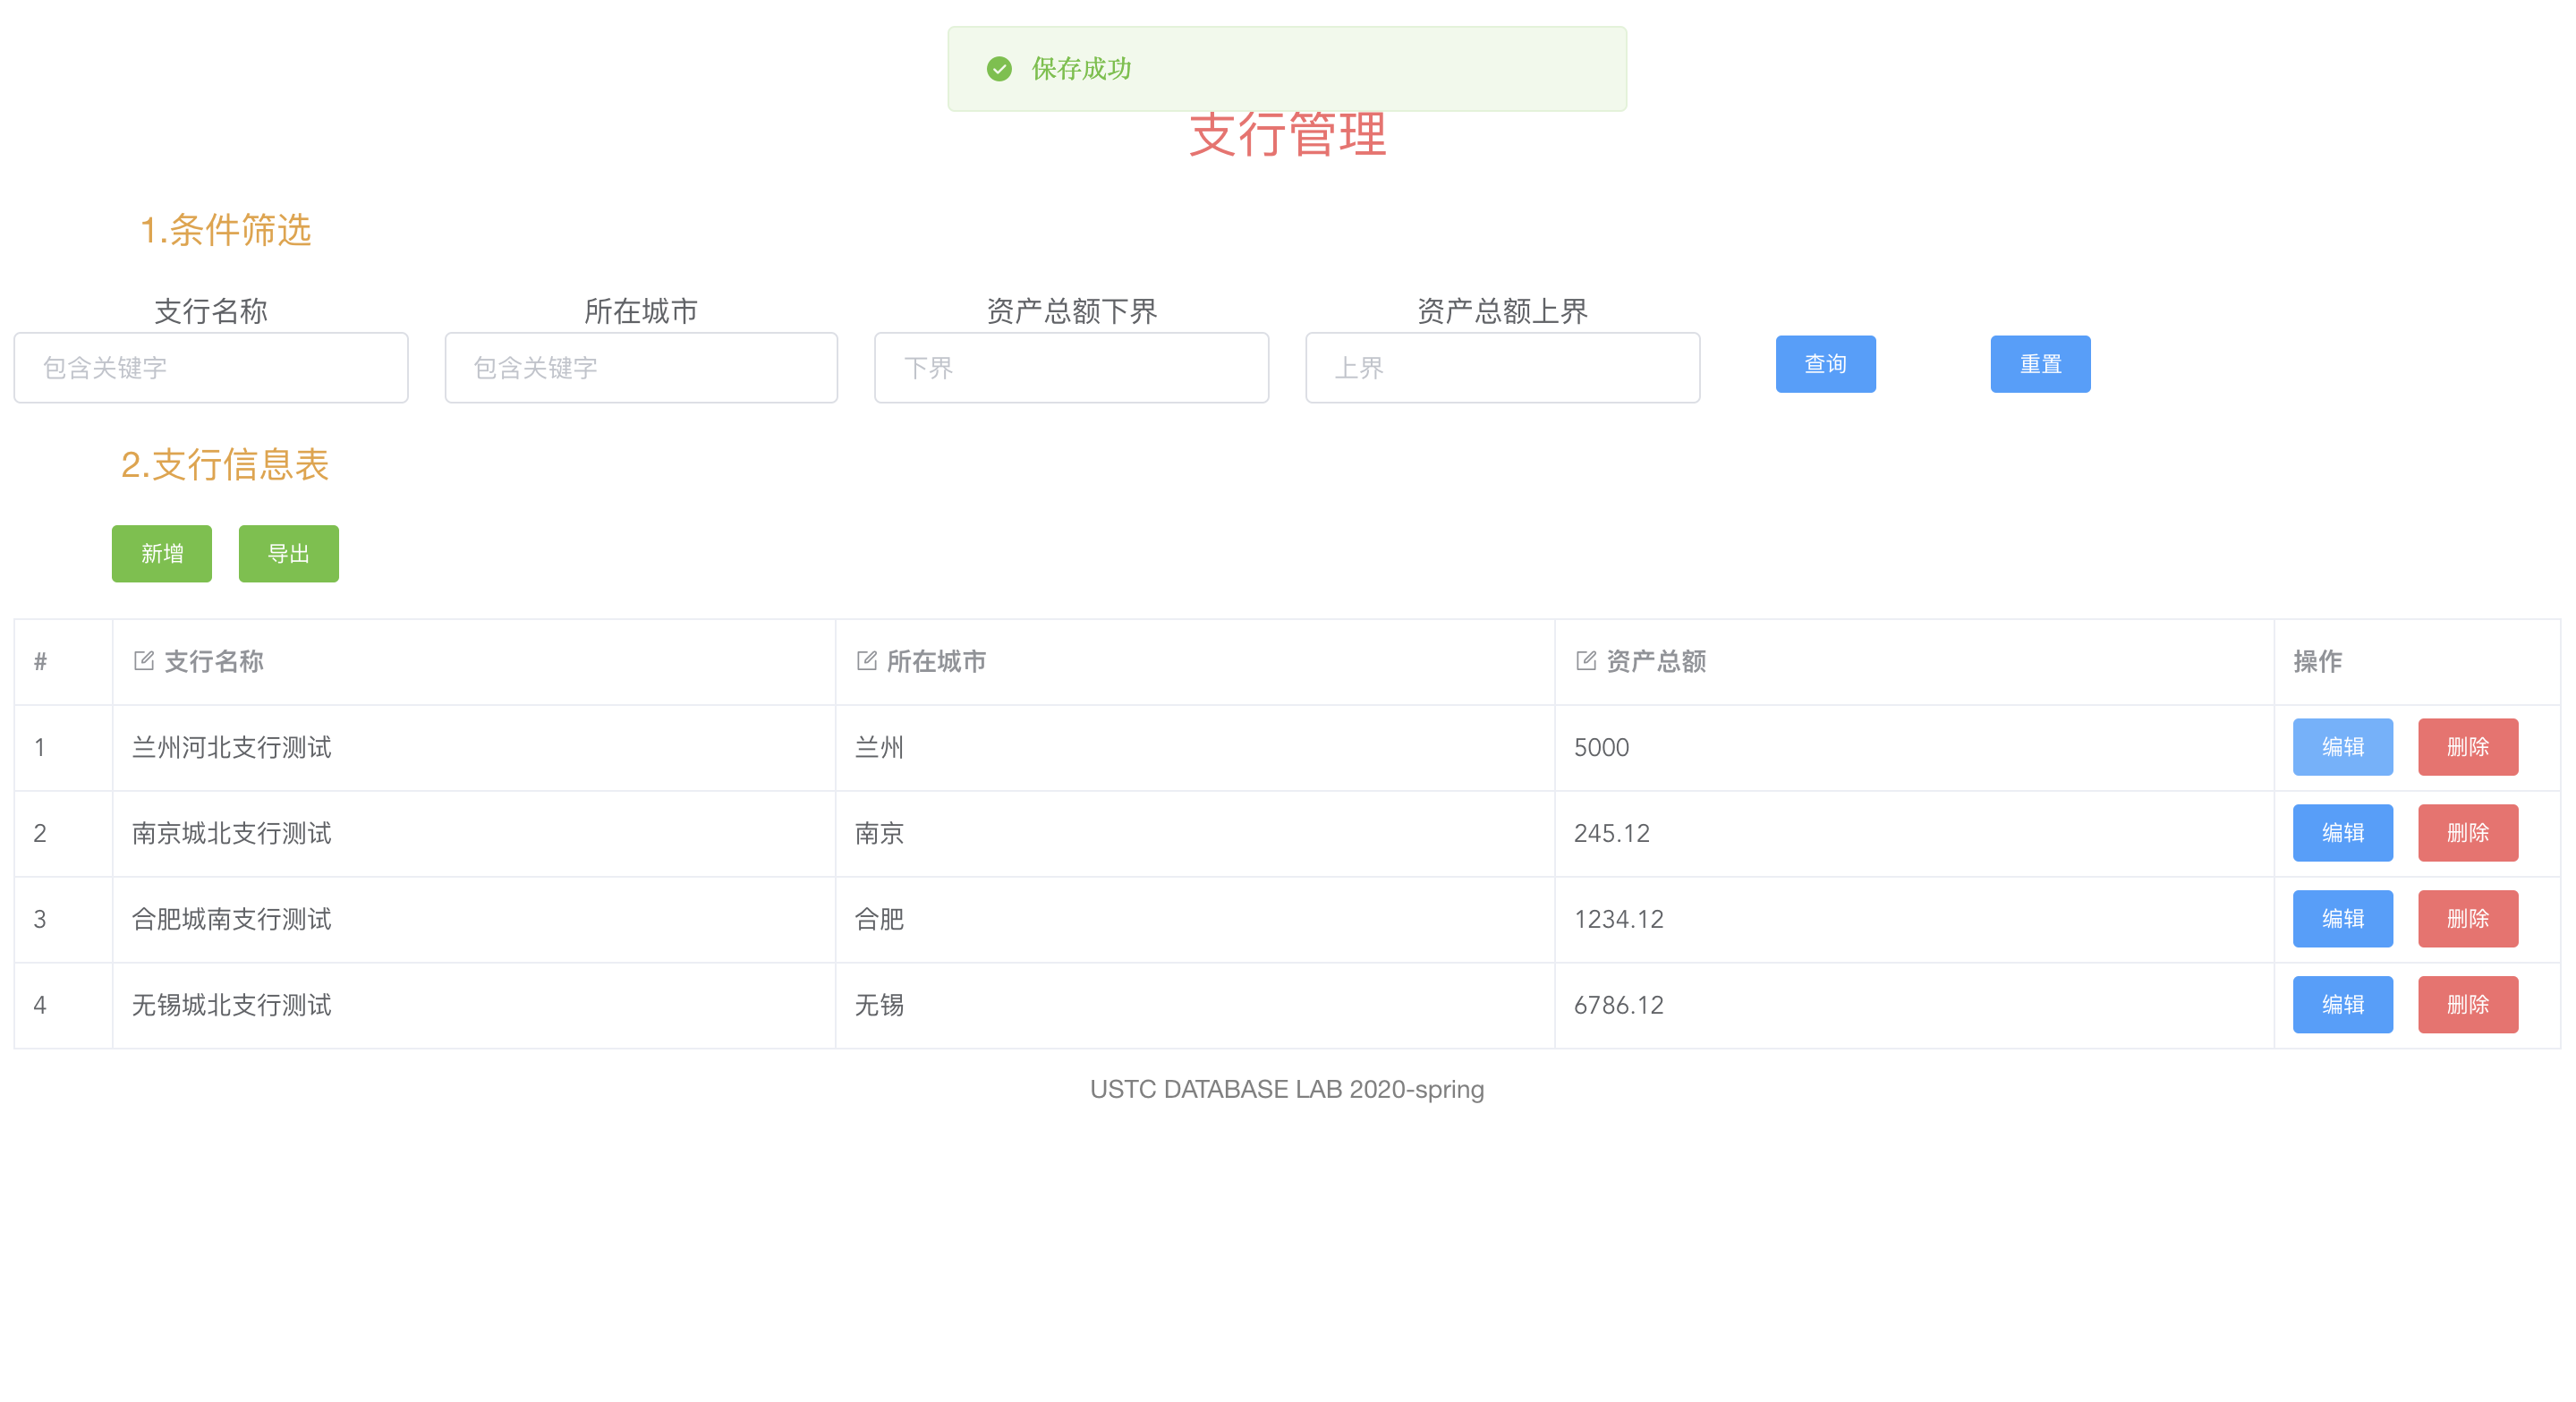 保存成功
支行管理
1.条件筛选
支行名称 所在城市 资产总额下界 资产总额上界
包含关键字 包含关键字 下界 上界 查询 重置
2.支行信息表
新增 导出
# 支行名称 所在城市 资产总额 操作
1 兰州河北支行测试 兰州 5000 编辑 删除
2 南京城北支行测试 南京 245.12 编辑 删除
3 合肥城南支行测试 合肥 1234.12 编辑 删除
4 无锡城北支行测试 无锡 6786.12 编辑 删除
USTC DATABASE LAB 2020-spring